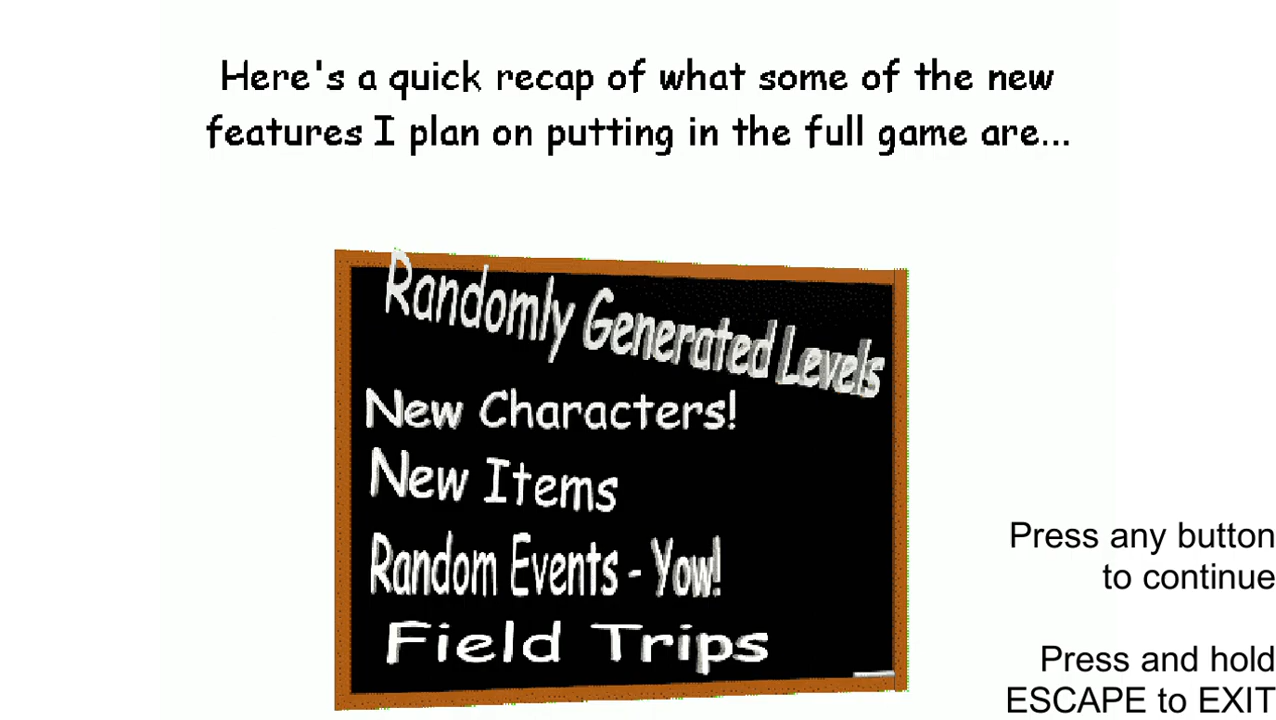 Here's a quick recap of what some of the new
features I plan on putting in the full game are...
Randomly Generated Levels
New Characters!
New Items
Random Events - Yow!
Field Trips
Press any button
to continue
Press and hold
ESCAPE to EXIT